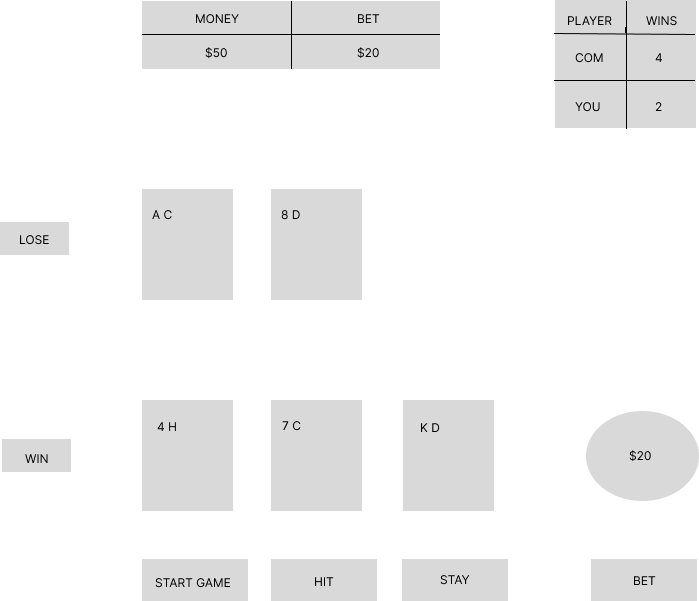 MONEY BET
$50 $20
PLAYER WINS
COM 4
YOU 2
LOSE
A C
8 D
WIN
4 H
7 C
K D
$20
START GAME
HIT
STAY
BET